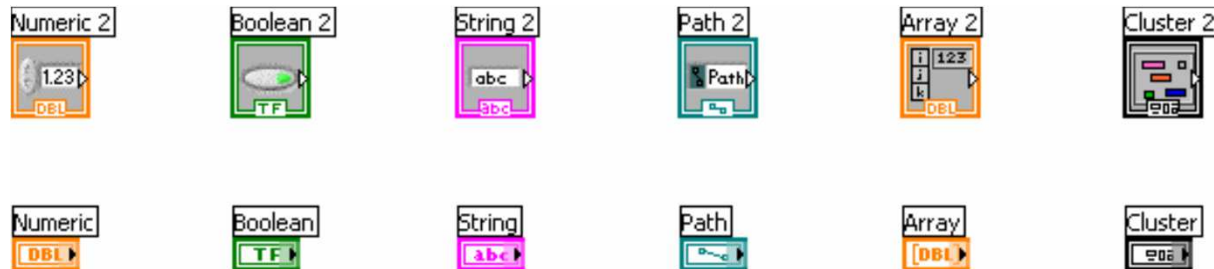 Numeric 2 Boolean 2 String 2 Path 2 Array 2 Cluster 2
1.23 abc Path i 123
j
k
DBL TF abc DBL
Numeric Boolean String Path Array Cluster
DBL TF abc [DBL]